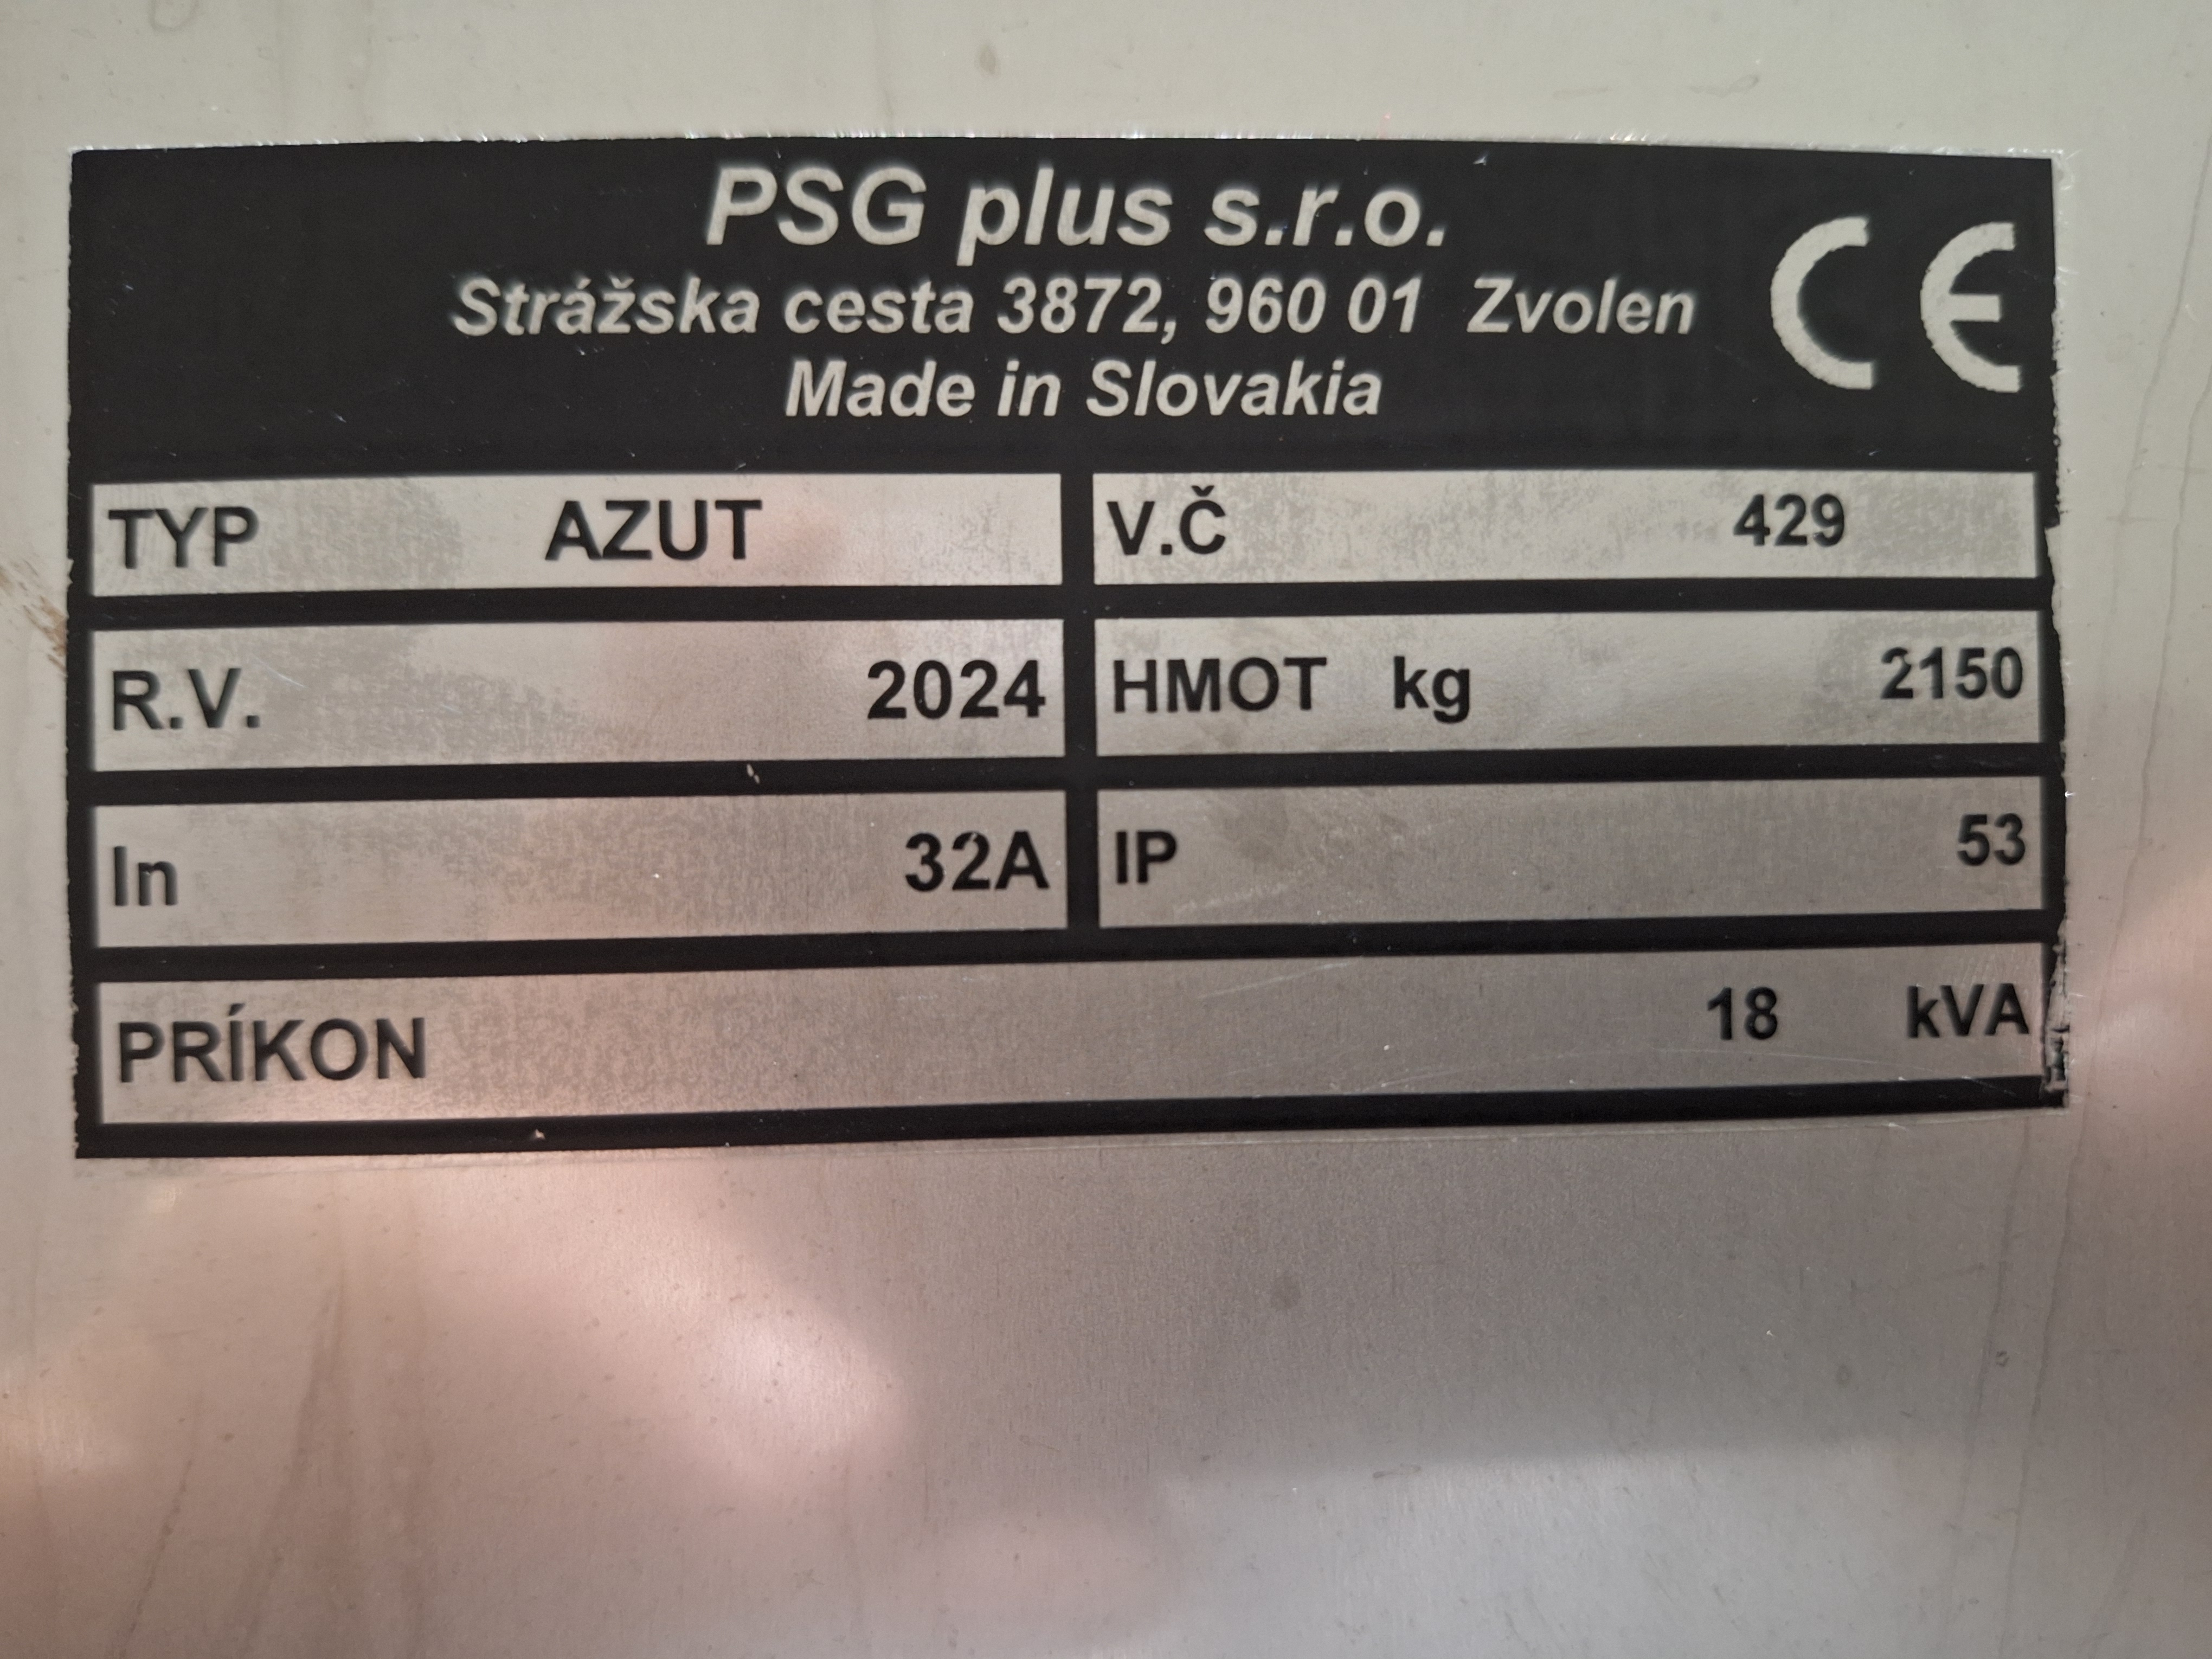 PSG plus s.r.o.
Strážska cesta 3872, 960 01 Zvolen
Made in Slovakia
CE
TYP AZUT V.Č 429
R.V. 2024 HMOT kg 2150
In 32A IP 53
PRÍKON 18 kVA